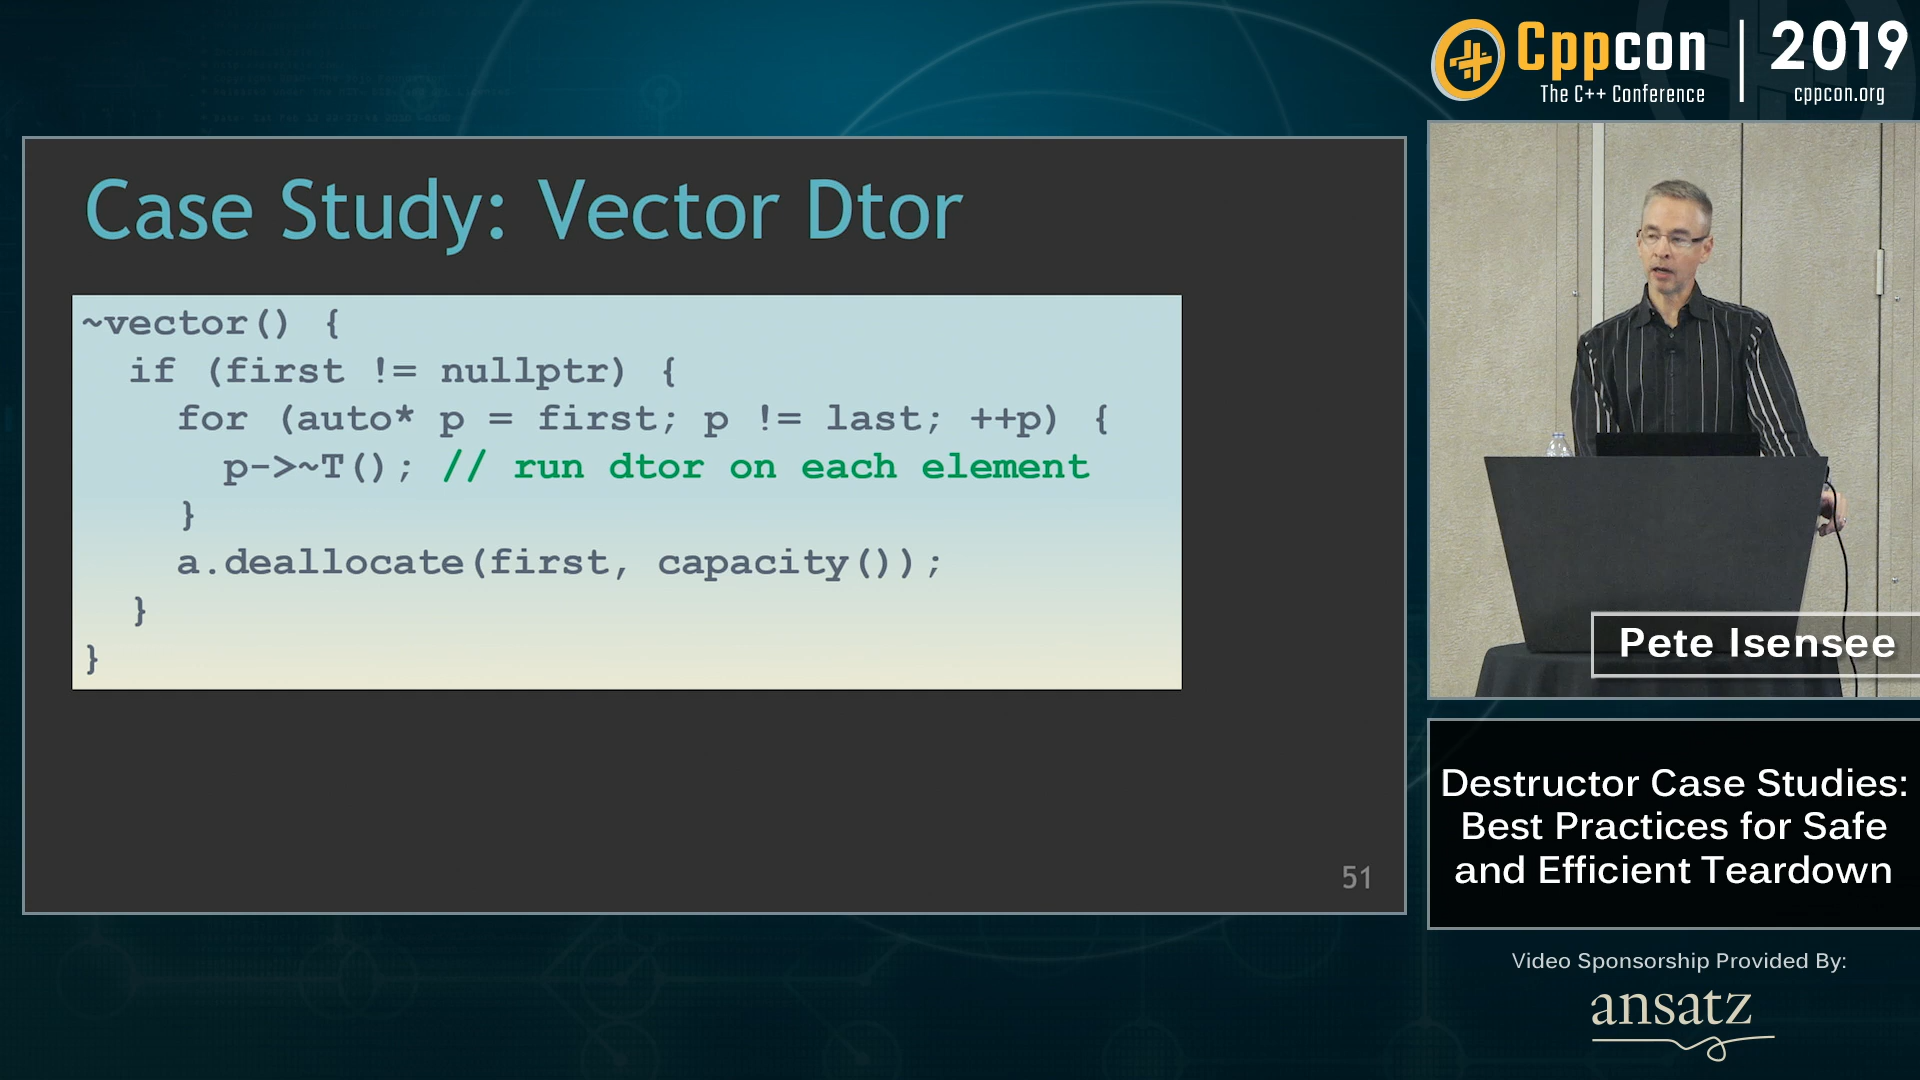 Cppcon
The C++ Conference
2019
cppcon.org
Case Study: Vector Dtor
~vector() {
if (first != nullptr) {
for (auto* p = first; p != last; ++p) {
p->~T(); // run dtor on each element
}
a.deallocate(first, capacity());
}
}
51
Pete Isensee
Destructor Case Studies:
Best Practices for Safe
and Efficient Teardown
Video Sponsorship Provided By:
ansatz